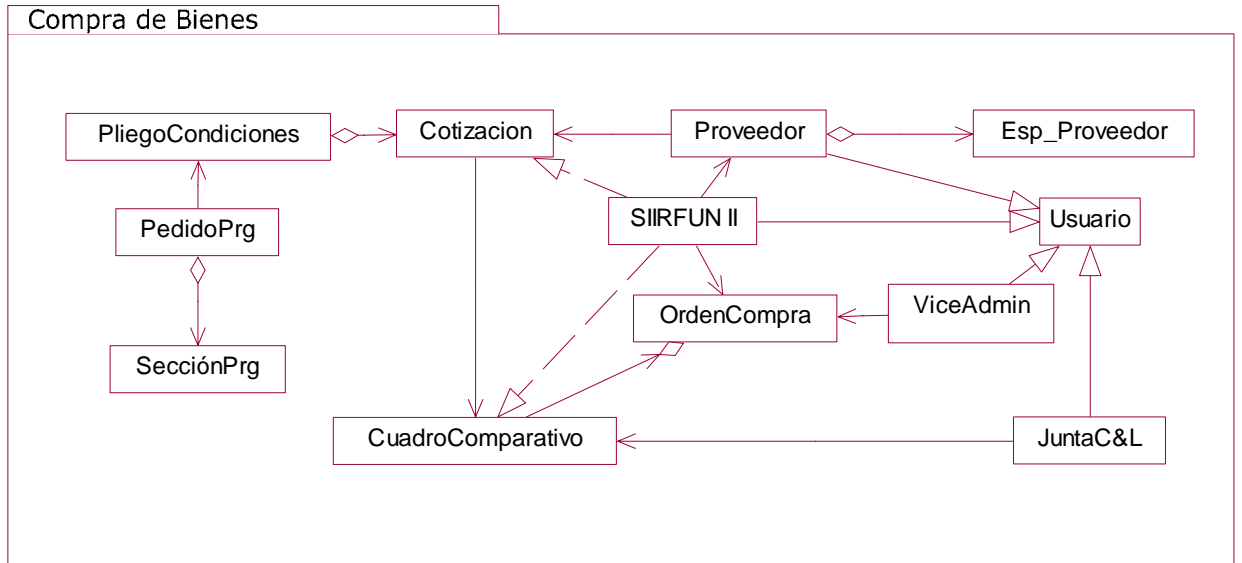 Compra de Bienes
PliegoCondiciones
Cotizacion
Proveedor
Esp_Proveedor
PedidoPrg
SIIRFUN II
Usuario
OrdenCompra
ViceAdmin
SecciónPrg
CuadroComparativo
JuntaC&L